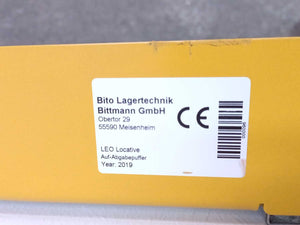 Bito Lagertechnik
Bittmann GmbH
Obertor 29
55590 Meisenheim
CE
LEO Locative
Auf-Abgabepuffer
Year: 2019